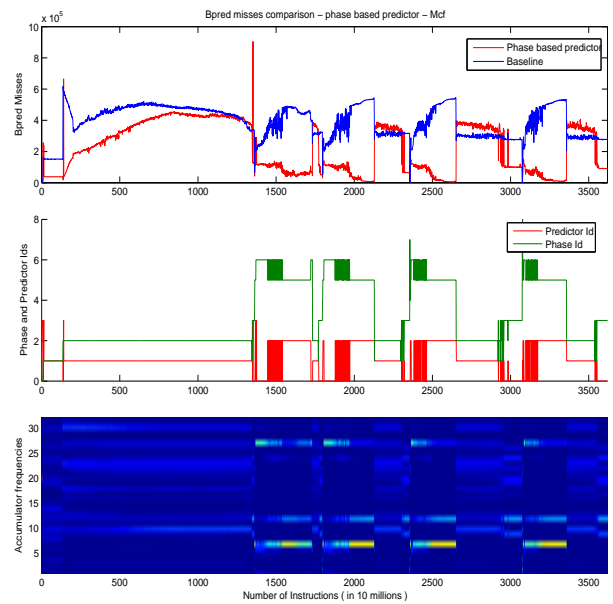 Bpred misses comparison − phase based predictor − Mcf
x 10^5
10
8
6
4
2
0
Bpred Misses
Phase based predictor
Baseline
0 500 1000 1500 2000 2500 3000 3500
8
6
4
2
0
Phase and Predictor Ids
Predictor Id
Phase Id
0 500 1000 1500 2000 2500 3000 3500
30
25
20
15
10
5
Accumulator frequencies
0 500 1000 1500 2000 2500 3000 3500
Number of Instructions ( in 10 millions )